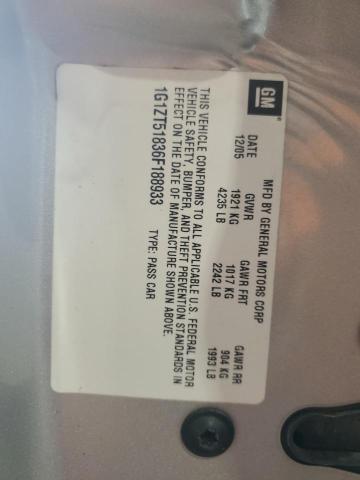 GM
MFD BY GENERAL MOTORS CORP
DATE GVWR GAWR FRT GAWR RR
12/05 1921 KG 1017 KG 904 KG
4235 LB 2242 LB 1993 LB
THIS VEHICLE CONFORMS TO ALL APPLICABLE U.S. FEDERAL MOTOR
VEHICLE SAFETY, BUMPER, AND THEFT PREVENTION STANDARDS IN
EFFECT ON THE DATE OF MANUFACTURE SHOWN ABOVE.
1G1ZT51836F188933 TYPE: PASS CAR